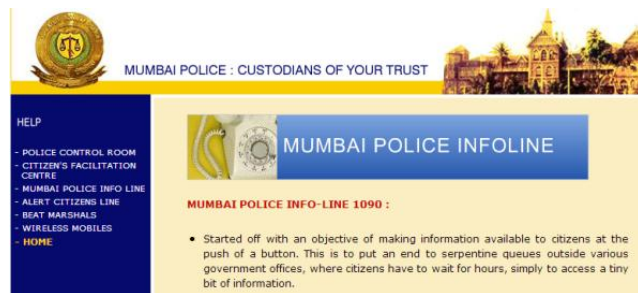 MUMBAI POLICE : CUSTODIANS OF YOUR TRUST
HELP
- POLICE CONTROL ROOM
- CITIZEN'S FACILITATION
CENTRE
- MUMBAI POLICE INFO LINE
- ALERT CITIZENS LINE
- BEAT MARSHALS
- WIRELESS MOBILES
- HOME
MUMBAI POLICE INFOLINE
MUMBAI POLICE INFO-LINE 1090 :
• Started off with an objective of making information available to citizens at the
push of a button. This is to put an end to serpentine queues outside various
government offices, where citizens have to wait for hours, simply to access a tiny
bit of information.